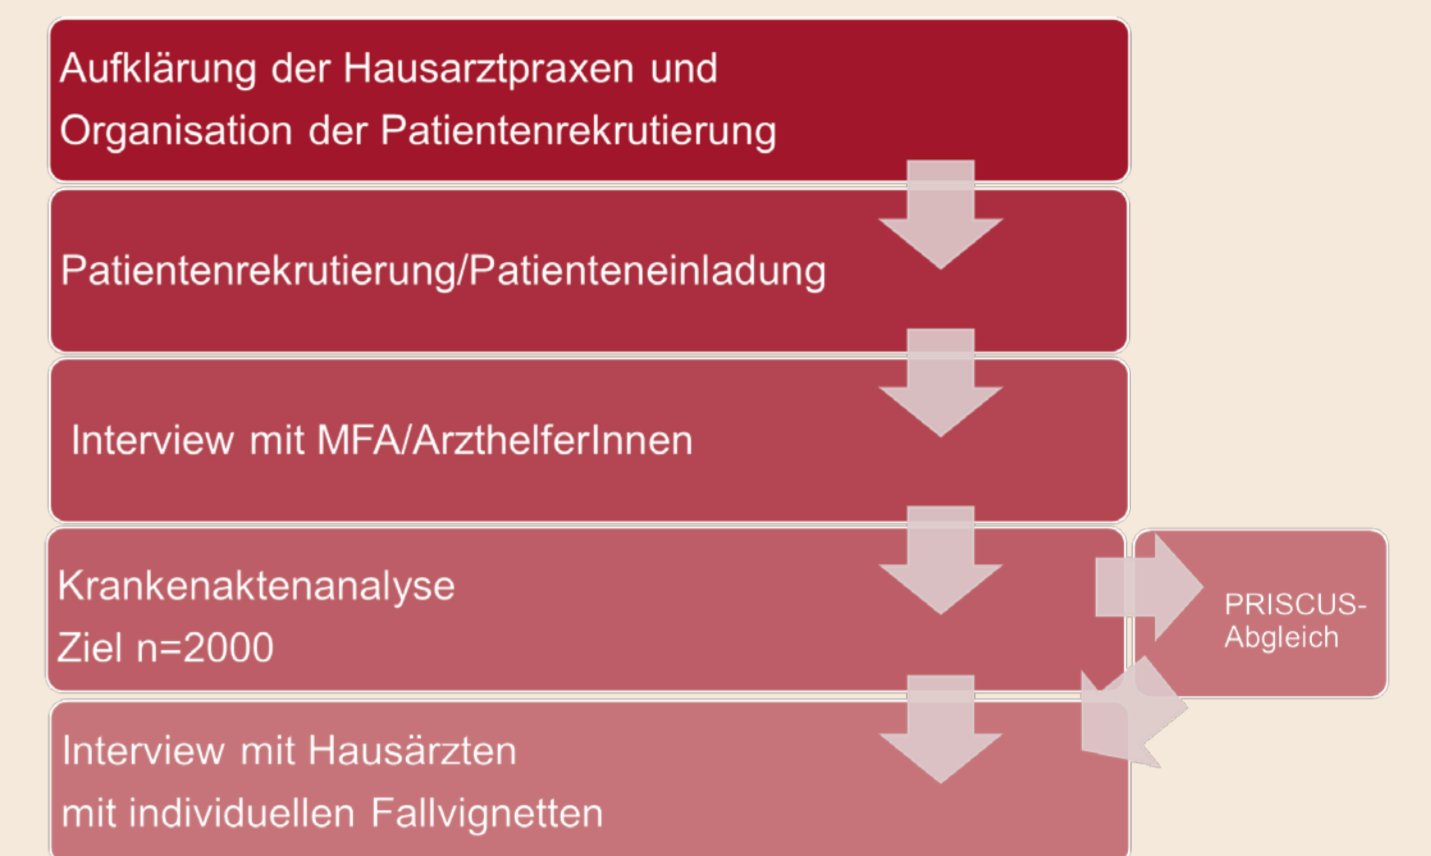 Aufklärung der Hausarztpraxen und
Organisation der Patientenrekrutierung
Patientenrekrutierung/Patienteneinladung
Interview mit MFA/ArzthelferInnen
Krankenaktenanalyse
Ziel n=2000
PRISCUS-
Abgleich
Interview mit Hausärzten
mit individuellen Fallvignetten